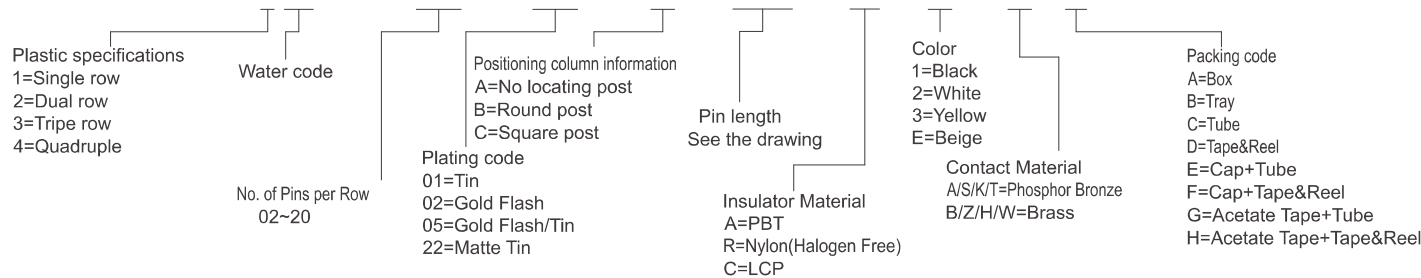 Plastic specifications
1=Single row
2=Dual row
3=Tripe row
4=Quadruple
Water code
No. of Pins per Row
02~20
Plating code
01=Tin
02=Gold Flash
05=Gold Flash/Tin
22=Matte Tin
Positioning column information
A=No locating post
B=Round post
C=Square post
Pin length
See the drawing
Insulator Material
A=PBT
R=Nylon(Halogen Free)
C=LCP
Color
1=Black
2=White
3=Yellow
E=Beige
Contact Material
A/S/K/T=Phosphor Bronze
B/Z/H/W=Brass
Packing code
A=Box
B=Tray
C=Tube
D=Tape&Reel
E=Cap+Tube
F=Cap+Tape&Reel
G=Acetate Tape+Tube
H=Acetate Tape+Tape&Reel